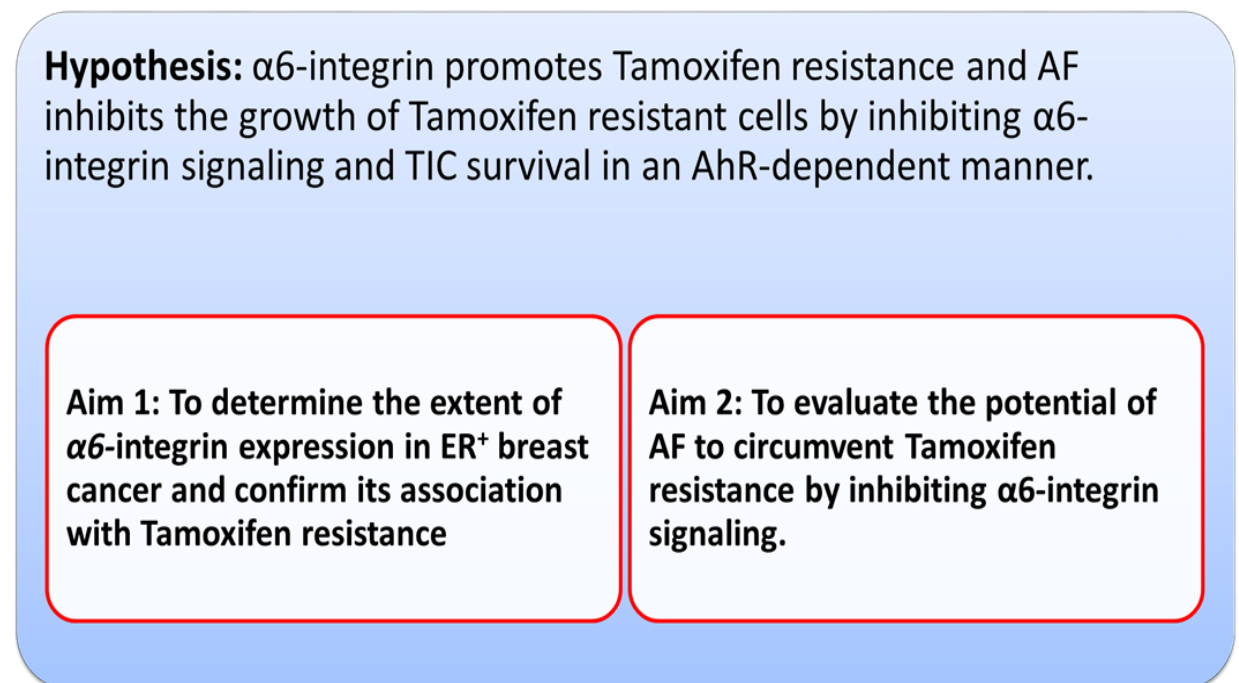 Hypothesis: α6-integrin promotes Tamoxifen resistance and AF
inhibits the growth of Tamoxifen resistant cells by inhibiting α6-
integrin signaling and TIC survival in an AhR-dependent manner.
Aim 1: To determine the extent of
α6-integrin expression in ER⁺ breast
cancer and confirm its association
with Tamoxifen resistance
Aim 2: To evaluate the potential of
AF to circumvent Tamoxifen
resistance by inhibiting α6-integrin
signaling.